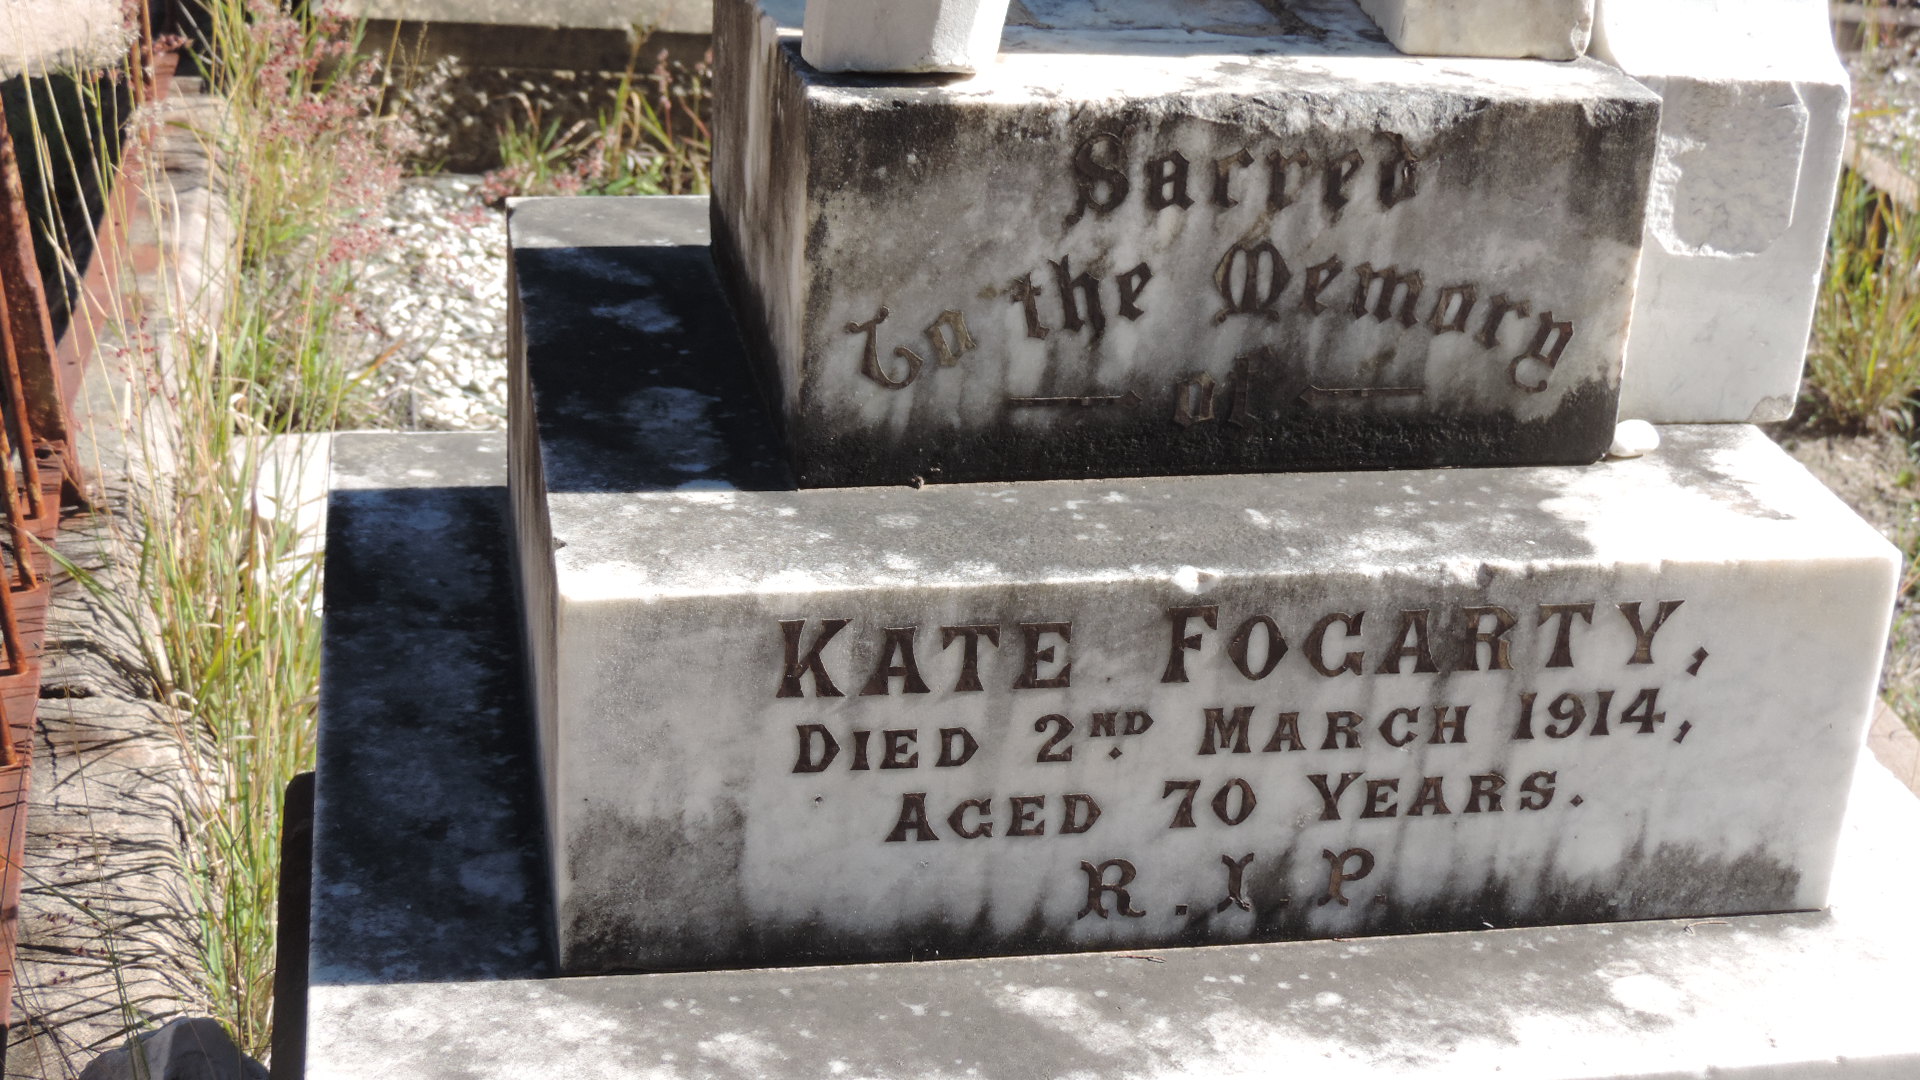 Sacred
To the Memory
of
KATE FOGARTY,
DIED 2ND. MARCH 1914,
AGED 70 YEARS.
R.I.P.